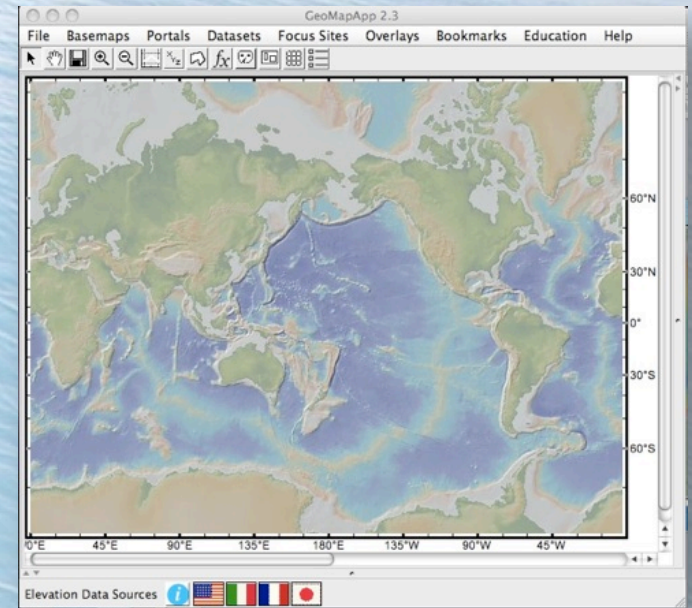 GeoMapApp 2.3
File Basemaps Portals Datasets Focus Sites Overlays Bookmarks Education Help
60°N
30°N
0°
30°S
60°S
0°E 45°E 90°E 135°E 180°E 135°W 90°W 45°W
Elevation Data Sources